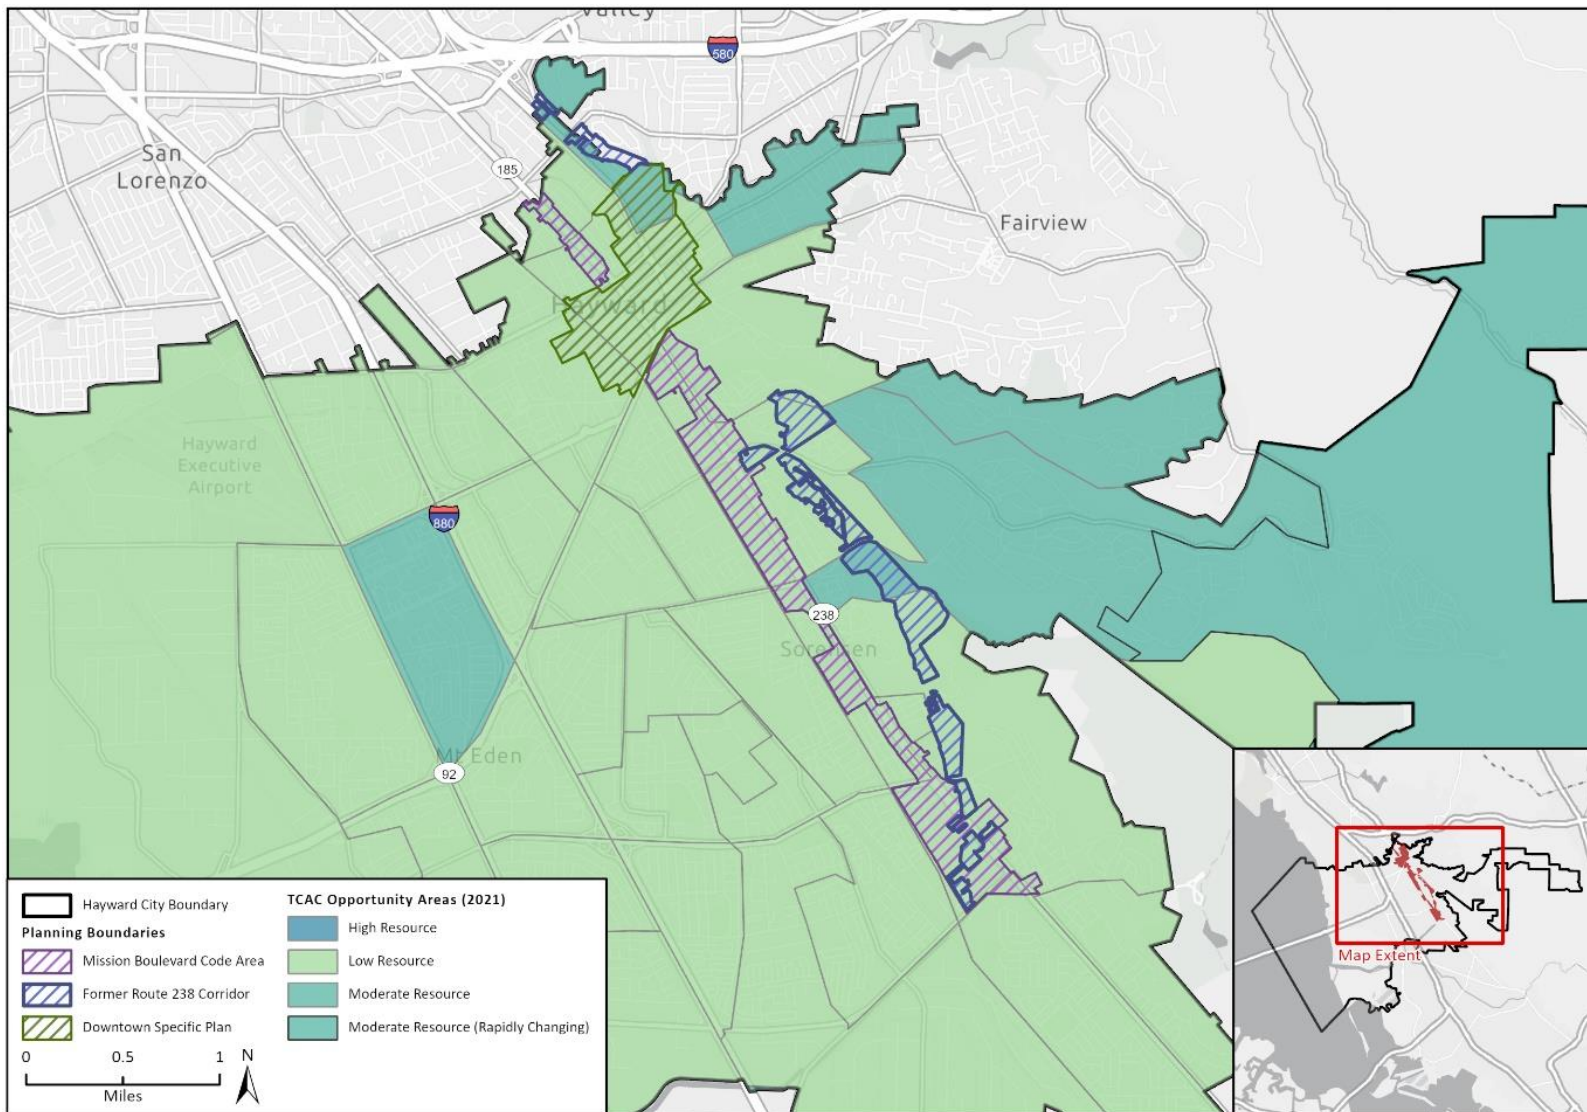 Valley
580
San
Lorenzo
185
Fairview
Hayward
Hayward
Executive
Airport
880
238
Sorensen
Mt Eden
92
Hayward City Boundary
Planning Boundaries
Mission Boulevard Code Area
Former Route 238 Corridor
Downtown Specific Plan
0 0.5 1
Miles
N
TCAC Opportunity Areas (2021)
High Resource
Low Resource
Moderate Resource
Moderate Resource (Rapidly Changing)
Map Extent